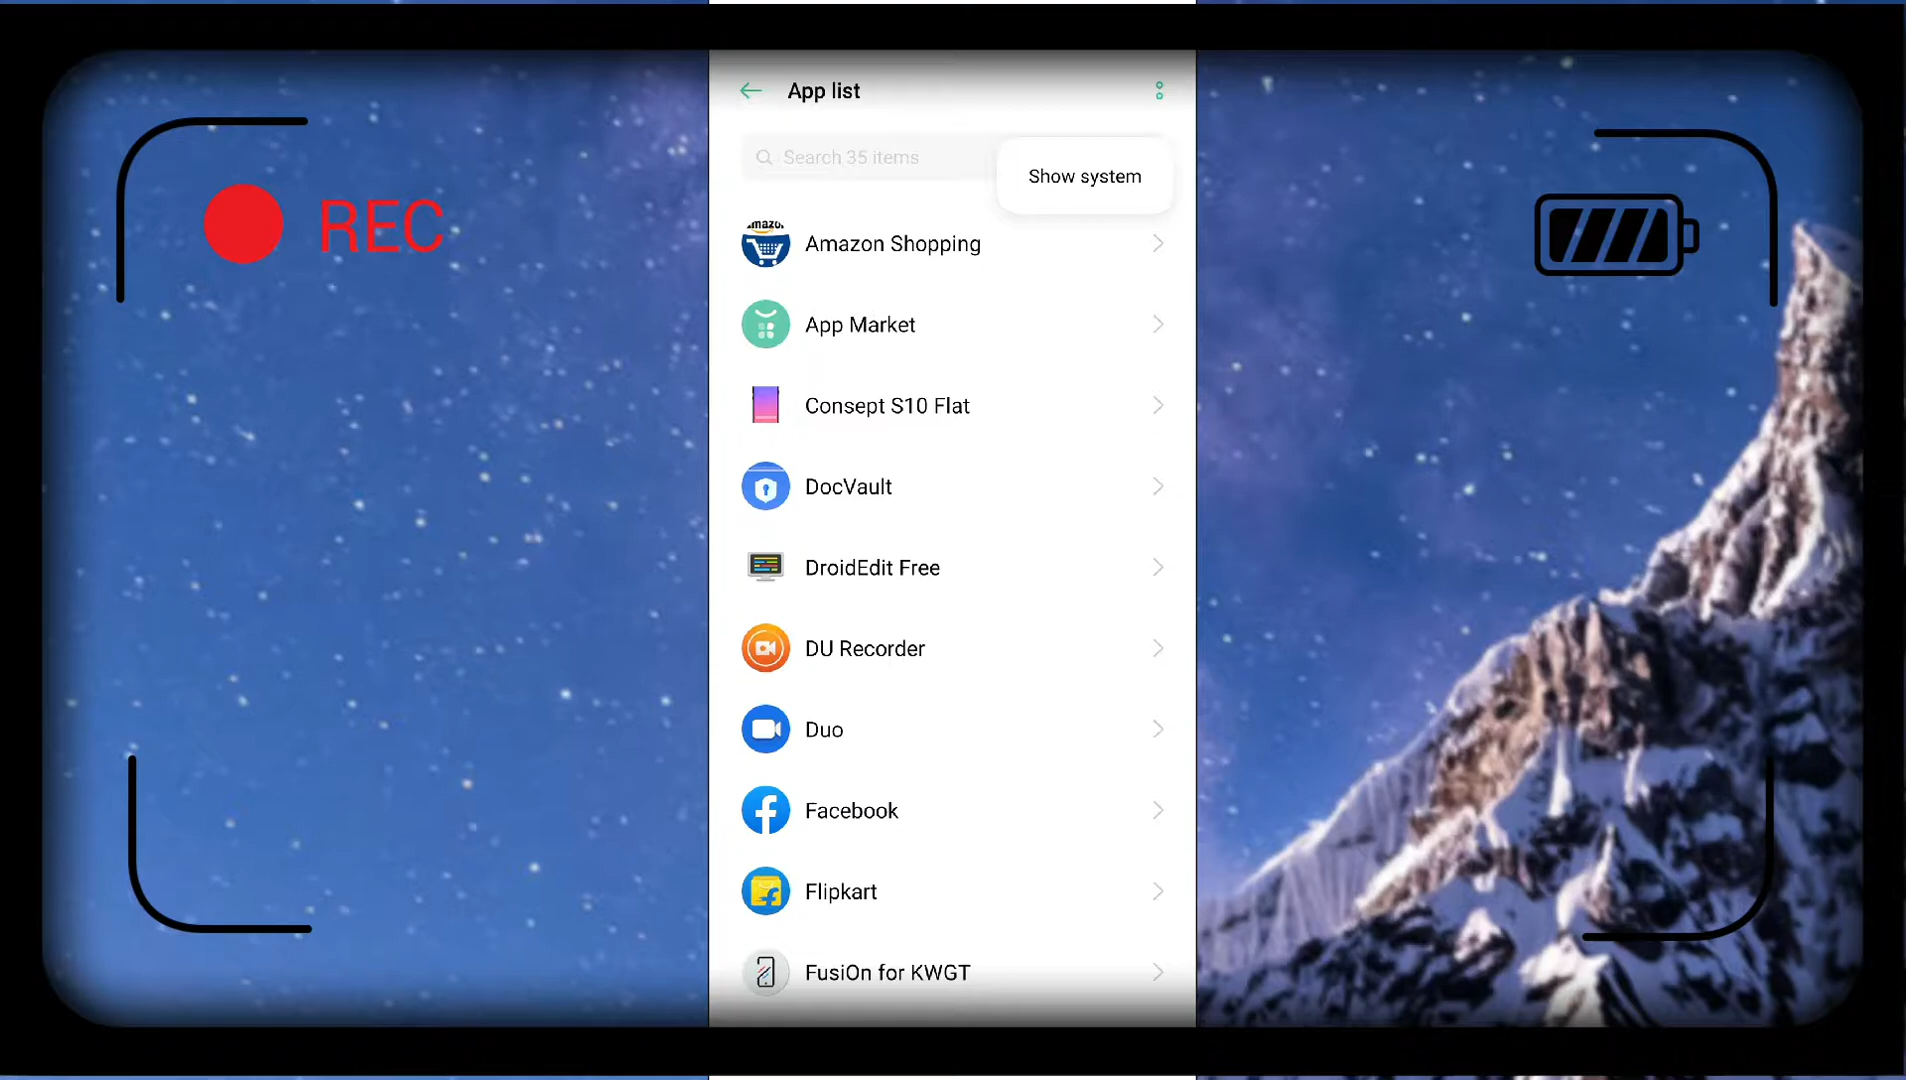 App list
Search 35 items
Show system
REC
amazo
Amazon Shopping
App Market
Consept S10 Flat
DocVault
DroidEdit Free
DU Recorder
Duo
Facebook
Flipkart
FusiOn for KWGT